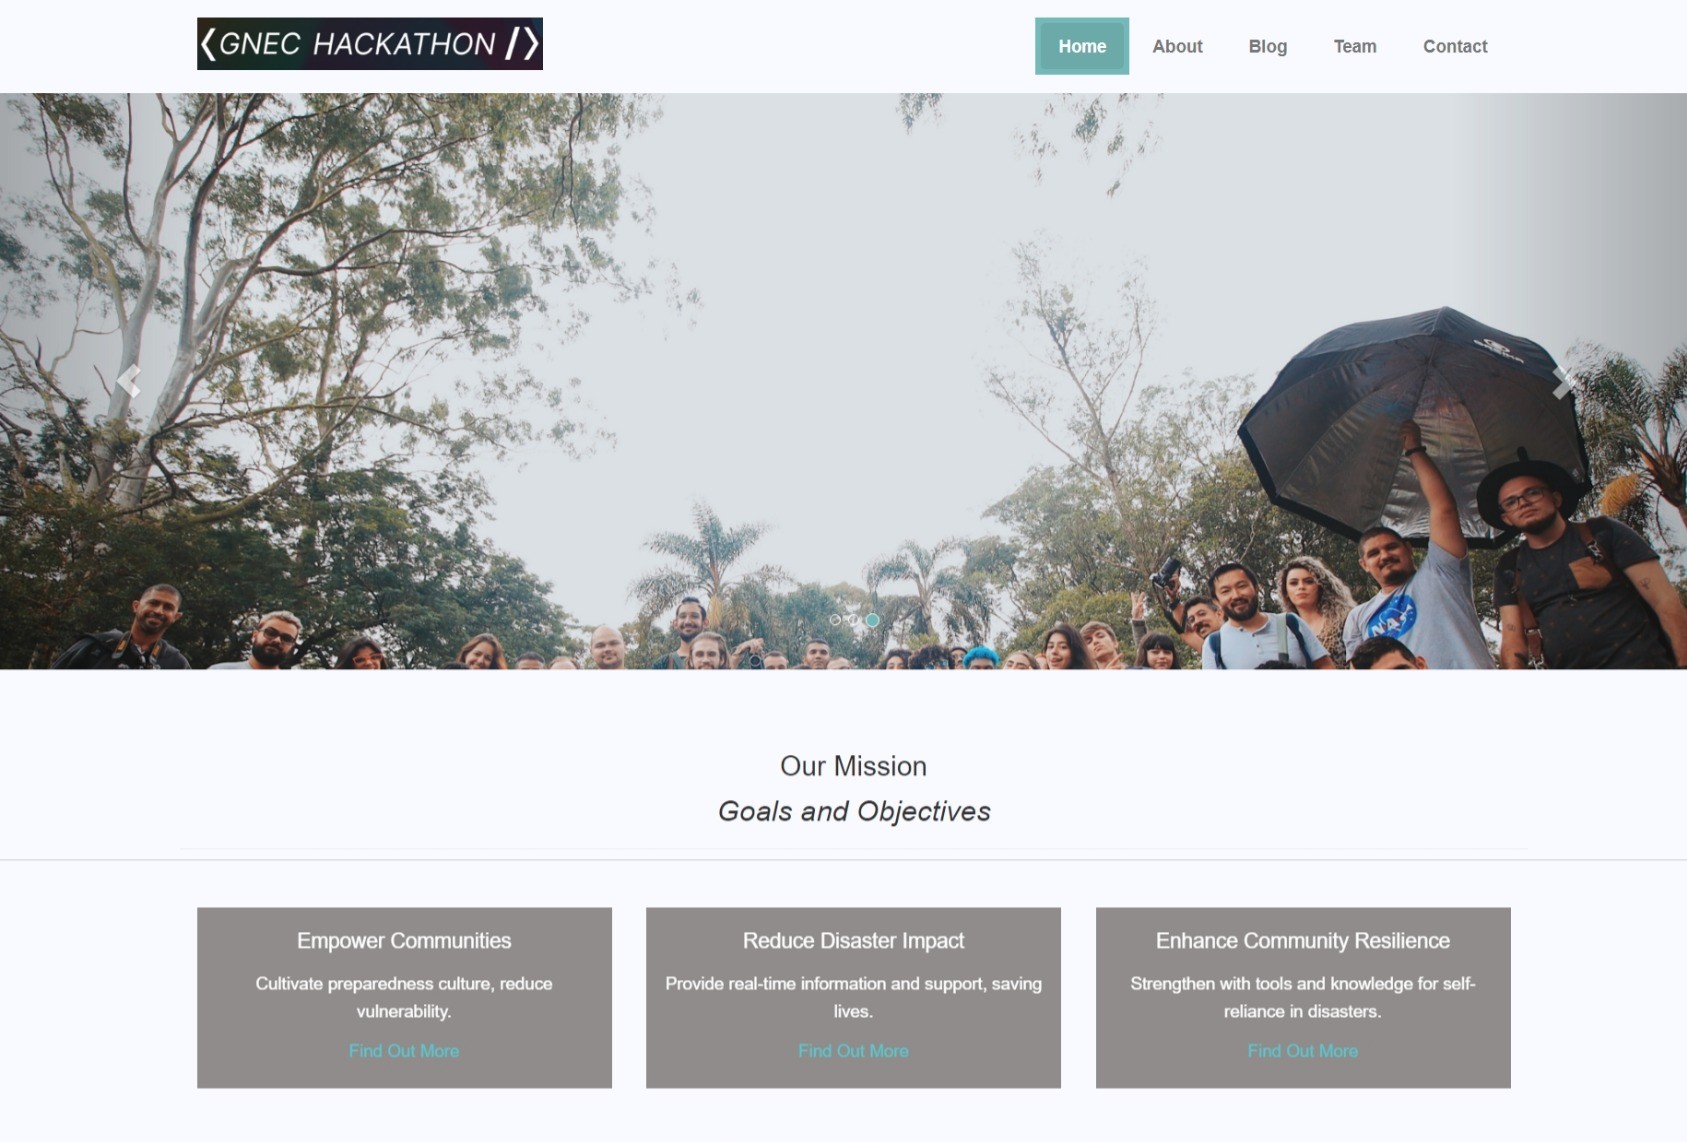 ⟨GNEC HACKATHON /⟩
Home
About
Blog
Team
Contact
NASA
Our Mission
Goals and Objectives
Empower Communities
Cultivate preparedness culture, reduce
vulnerability.
Find Out More
Reduce Disaster Impact
Provide real-time information and support, saving
lives.
Find Out More
Enhance Community Resilience
Strengthen with tools and knowledge for self-
reliance in disasters.
Find Out More